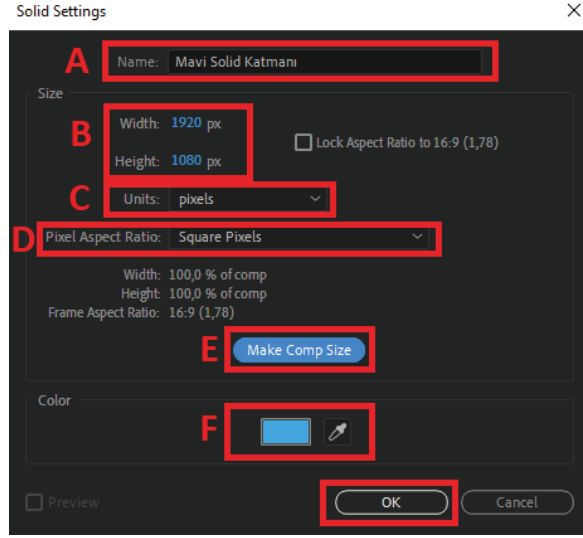 Solid Settings
A Name: Mavi Solid Katmanı
Size
B
Width: 1920 px
Lock Aspect Ratio to 16:9 (1,78)
Height: 1080 px
C Units: pixels
D Pixel Aspect Ratio: Square Pixels
Width: 100,0 % of comp
Height: 100,0 % of comp
Frame Aspect Ratio: 16:9 (1,78)
E Make Comp Size
Color
F
Preview OK Cancel